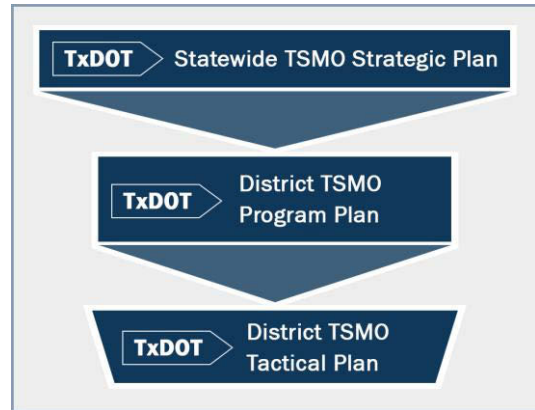 TxDOT Statewide TSMO Strategic Plan
TxDOT
District TSMO
Program Plan
TxDOT
District TSMO
Tactical Plan